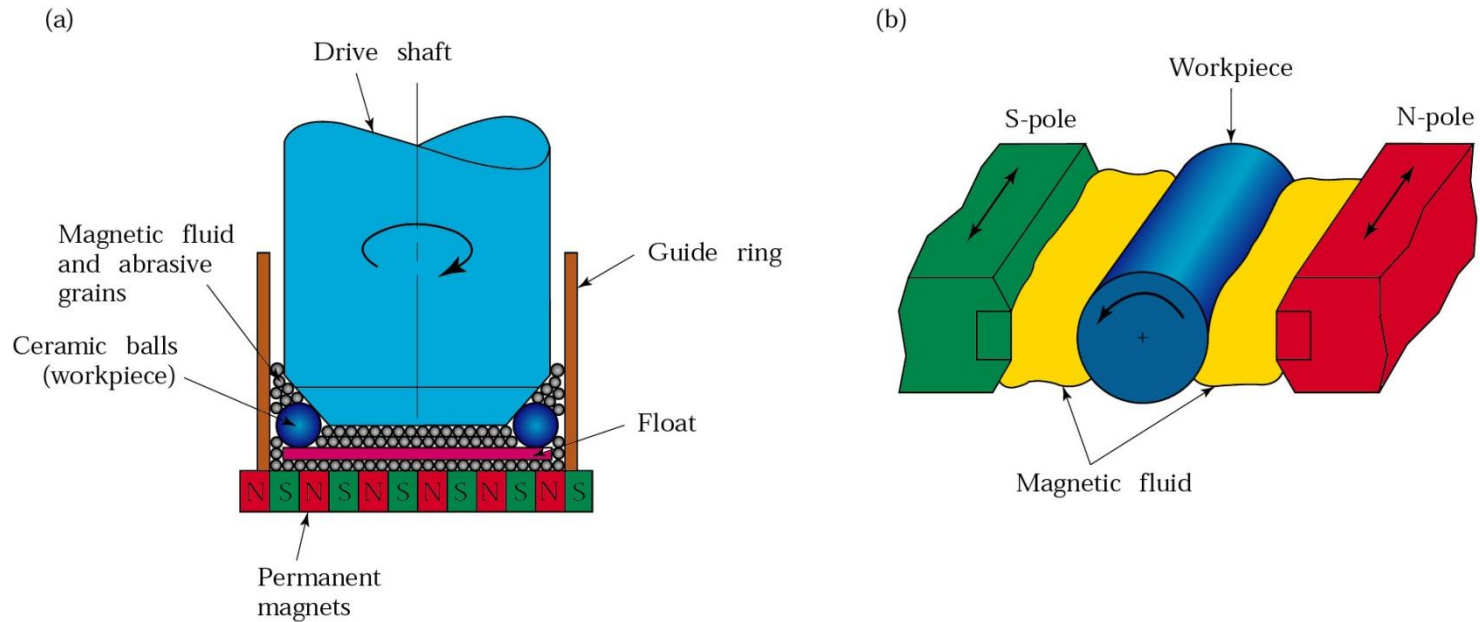 (a)
Drive shaft
Magnetic fluid
and abrasive
grains
Guide ring
Ceramic balls
(workpiece)
Float
N S N S N S N S N S N S
Permanent
magnets
(b)
Workpiece
S-pole
N-pole
+
Magnetic fluid